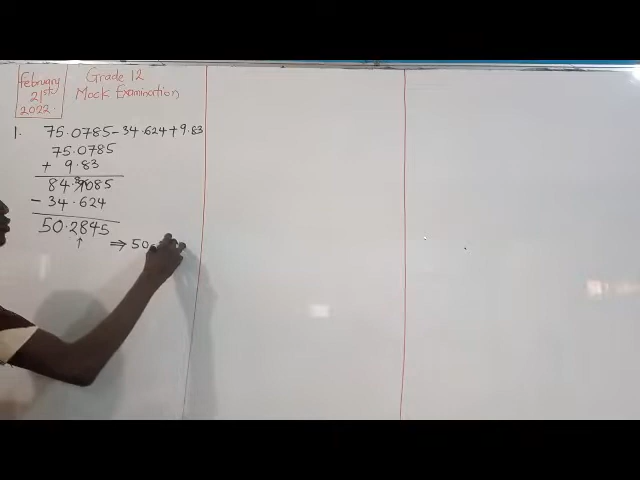 February
21st
2022.
Grade 12
Mock Examination
1. 75.0785-34.624+9.83
75.0785
+ 9.83
84.9085
- 34.624
50.2845
↑
⇒ 50